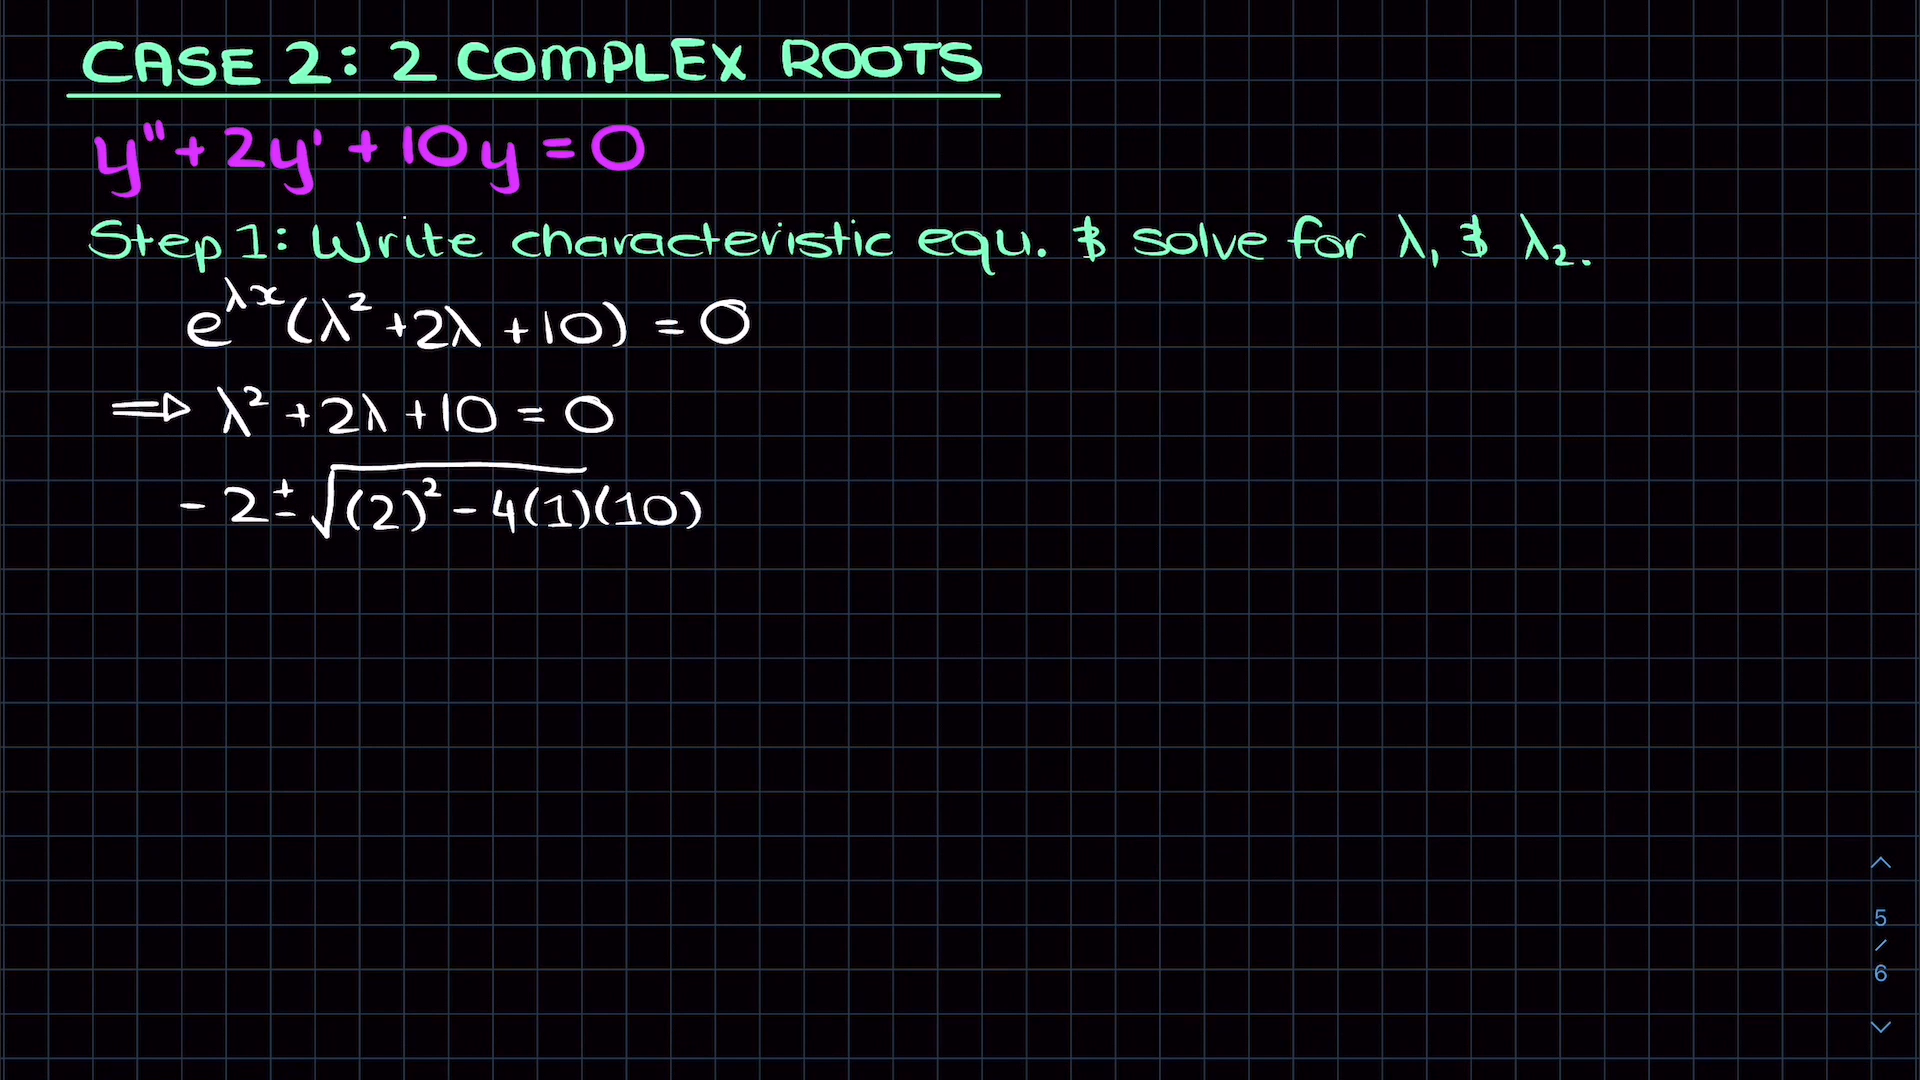 CASE 2: 2 COMPLEX ROOTS
y'' + 2y' + 10y = 0
Step 1: Write characteristic equ. & solve for λ₁ & λ₂.
e^λx (λ² + 2λ + 10) = 0
⇒ λ² + 2λ + 10 = 0
-2 ± √(2)² - 4(1)(10)
5
/
6